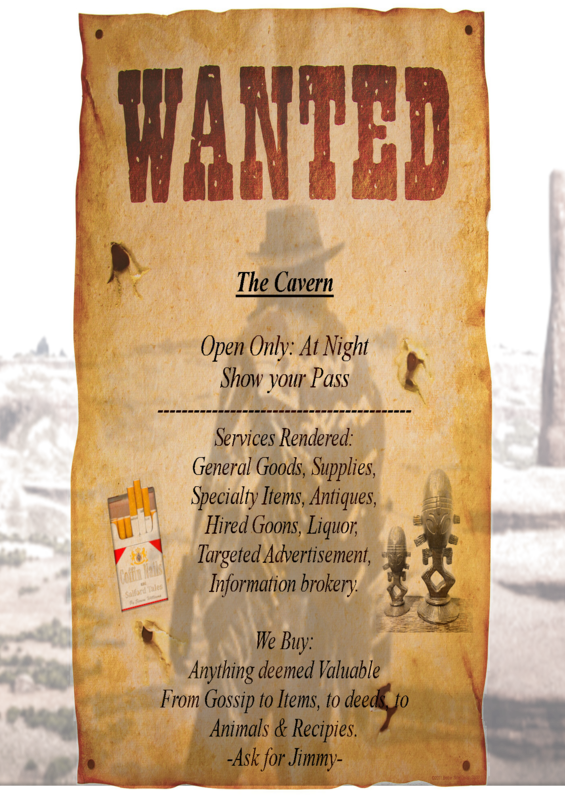 WANTED
The Cavern
Open Only: At Night
Show your Pass
------------------------------------------
Services Rendered:
General Goods, Supplies,
Specialty Items, Antiques,
Hired Goons, Liquor,
Targeted Advertisement,
Information brokery.
Coffin Nails
We Buy:
Anything deemed Valuable
From Gossip to Items, to deeds, to
Animals & Recipies.
-Ask for Jimmy-